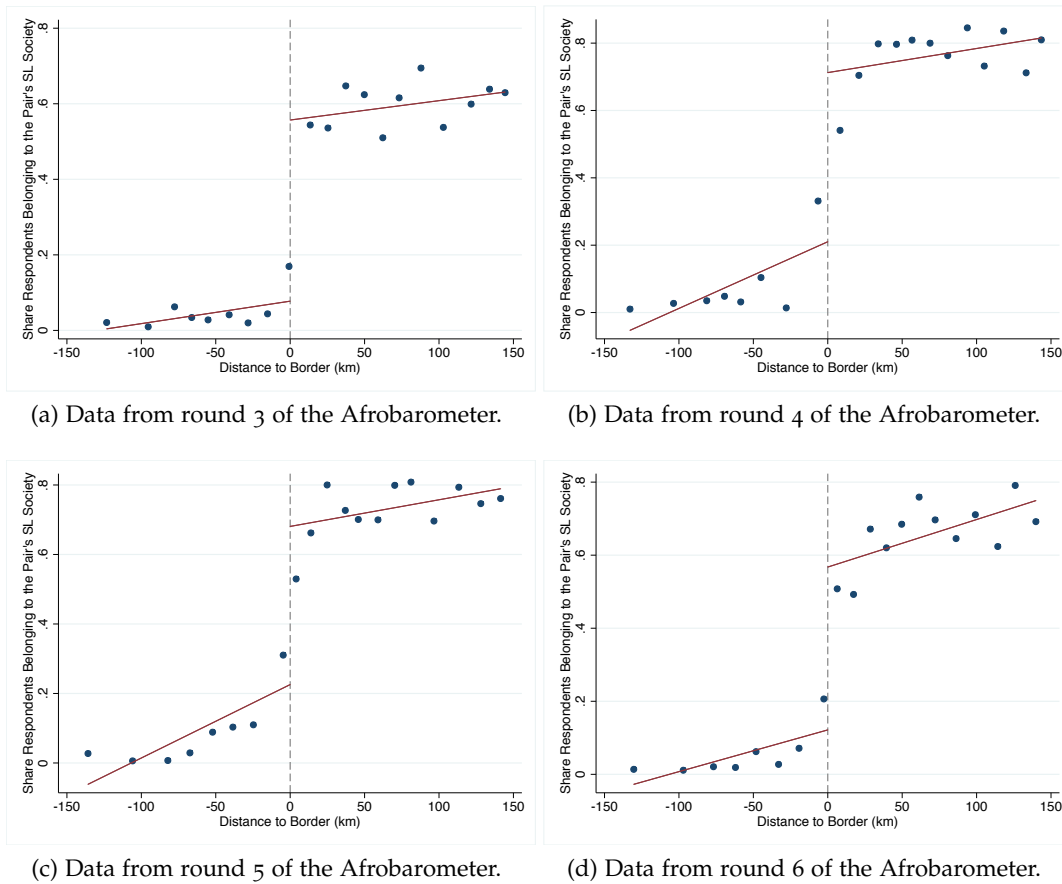 Share Respondents Belonging to the Pair's SL Society
.8
.6
.4
.2
0
-150 -100 -50 0 50 100 150
Distance to Border (km)
(a) Data from round 3 of the Afrobarometer.
Share Respondents Belonging to the Pair's SL Society
.8
.6
.4
.2
0
-150 -100 -50 0 50 100 150
Distance to Border (km)
(b) Data from round 4 of the Afrobarometer.
Share Respondents Belonging to the Pair's SL Society
.8
.6
.4
.2
0
-150 -100 -50 0 50 100 150
Distance to Border (km)
(c) Data from round 5 of the Afrobarometer.
Share Respondents Belonging to the Pair's SL Society
.8
.6
.4
.2
0
-150 -100 -50 0 50 100 150
Distance to Border (km)
(d) Data from round 6 of the Afrobarometer.